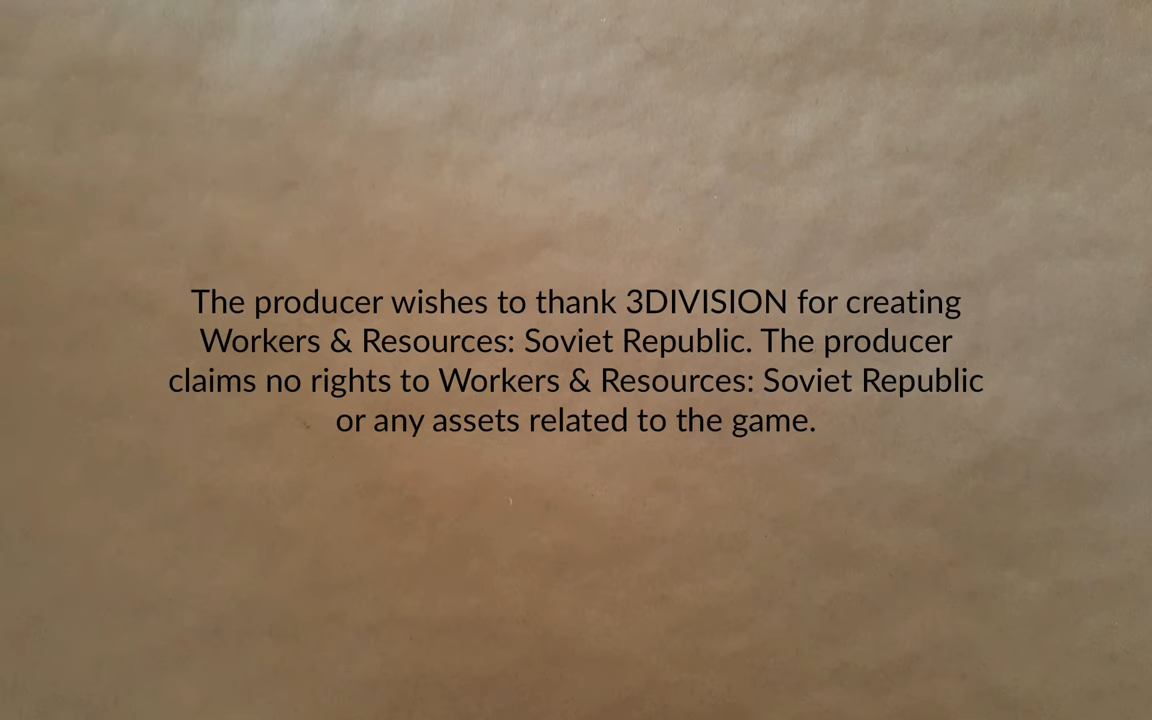 The producer wishes to thank 3DIVISION for creating
Workers & Resources: Soviet Republic. The producer
claims no rights to Workers & Resources: Soviet Republic
or any assets related to the game.